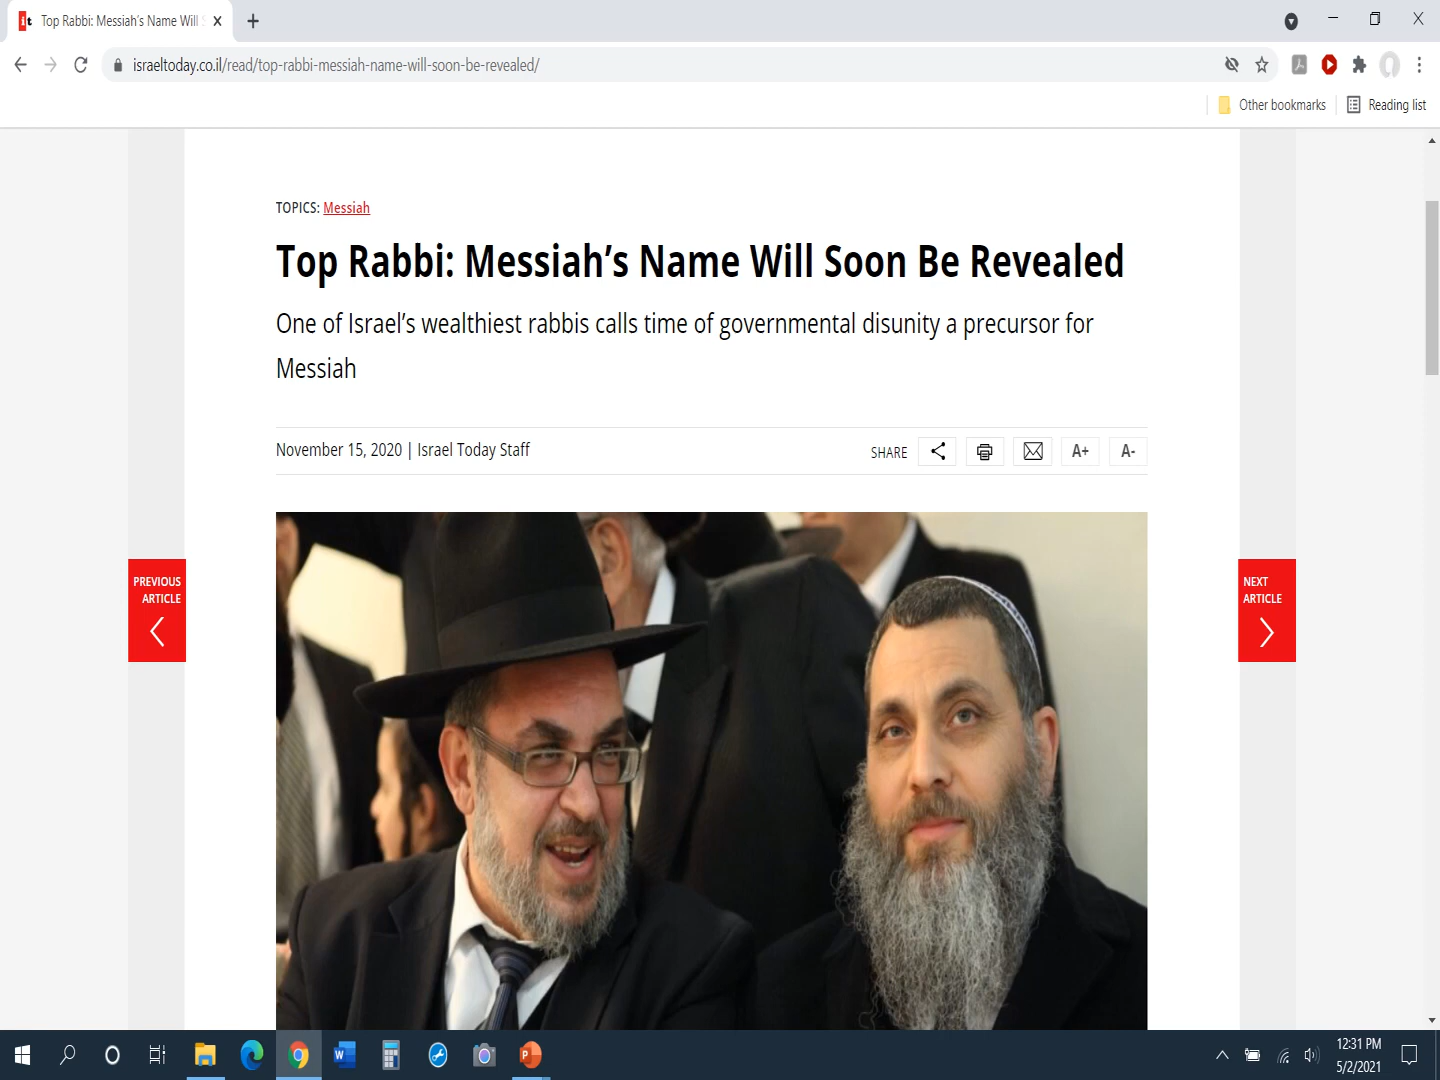 Top Rabbi: Messiah's Name Will S
israeltoday.co.il/read/top-rabbi-messiah-name-will-soon-be-revealed/
Other bookmarks
Reading list
TOPICS: Messiah
Top Rabbi: Messiah's Name Will Soon Be Revealed
One of Israel's wealthiest rabbis calls time of governmental disunity a precursor for
Messiah
November 15, 2020 | Israel Today Staff
SHARE
A+
A-
PREVIOUS
ARTICLE
NEXT
ARTICLE
12:31 PM
5/2/2021